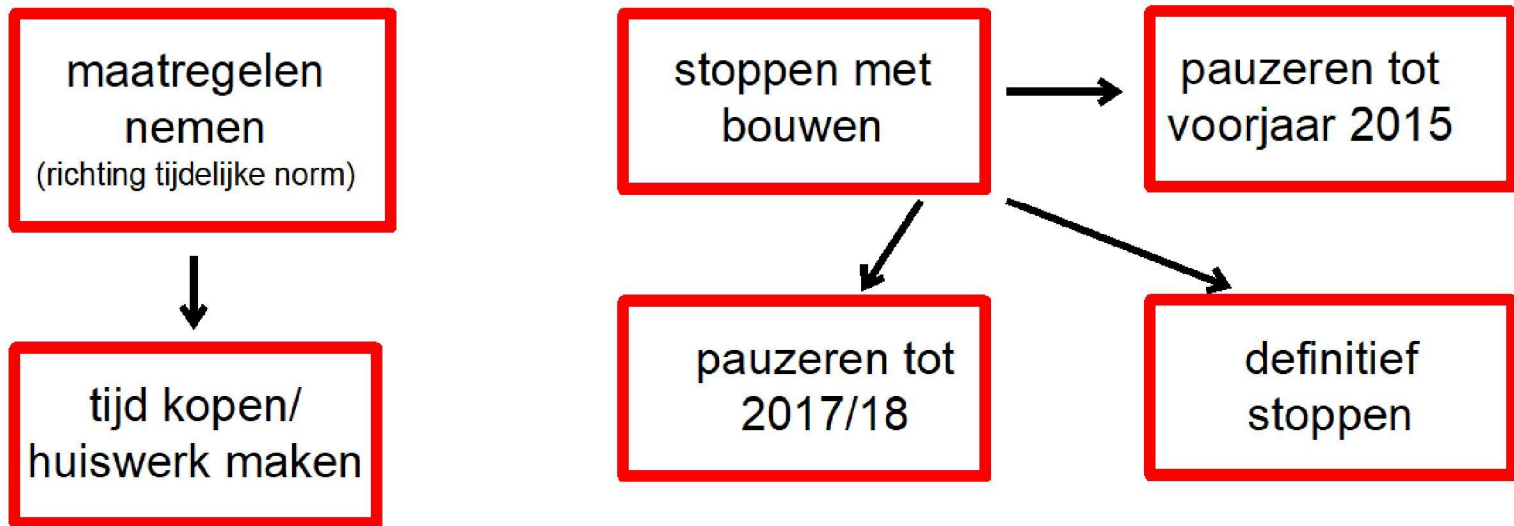 maatregelen
nemen
(richting tijdelijke norm)
tijd kopen/
huiswerk maken
stoppen met
bouwen
pauzeren tot
voorjaar 2015
pauzeren tot
2017/18
definitief
stoppen